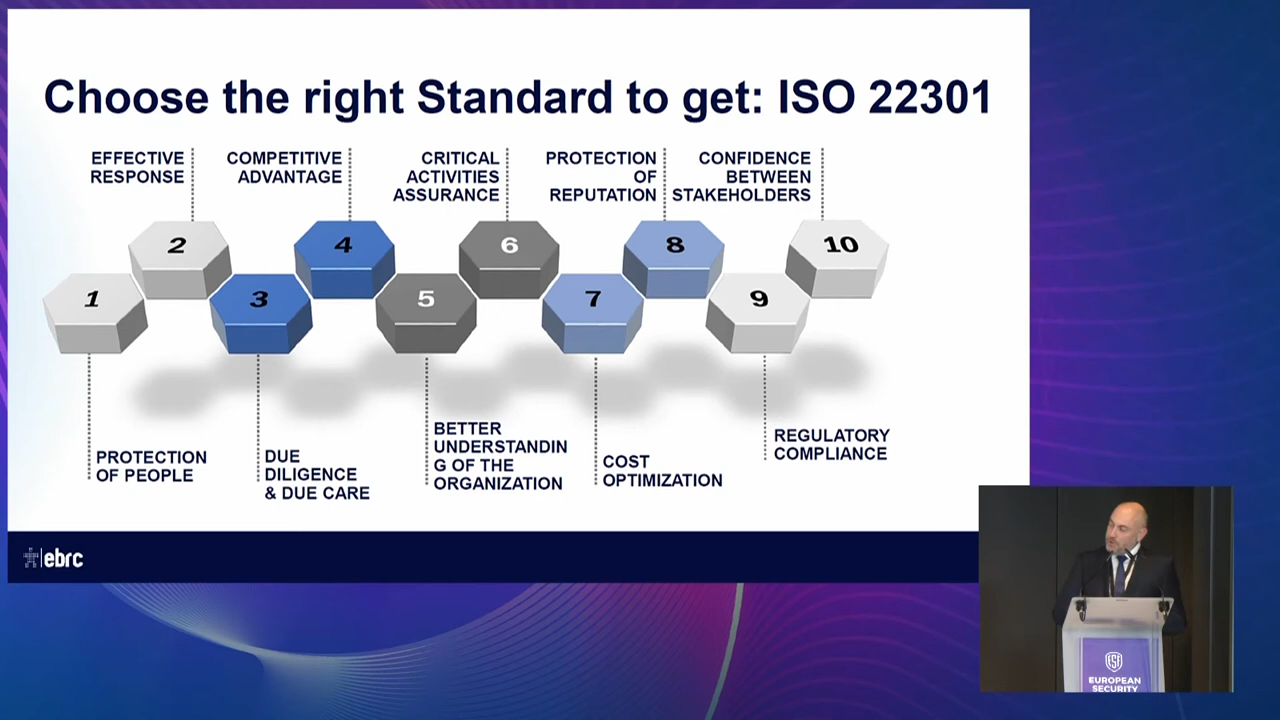 Choose the right Standard to get: ISO 22301
EFFECTIVE
RESPONSE
COMPETITIVE
ADVANTAGE
CRITICAL
ACTIVITIES
ASSURANCE
PROTECTION
OF
REPUTATION
CONFIDENCE
BETWEEN
STAKEHOLDERS
2
4
6
8
10
1
3
5
7
9
PROTECTION
OF PEOPLE
DUE
DILIGENCE
& DUE CARE
BETTER
UNDERSTANDIN
G OF THE
ORGANIZATION
COST
OPTIMIZATION
REGULATORY
COMPLIANCE
ebrc
ESF
EUROPEAN
SECURITY